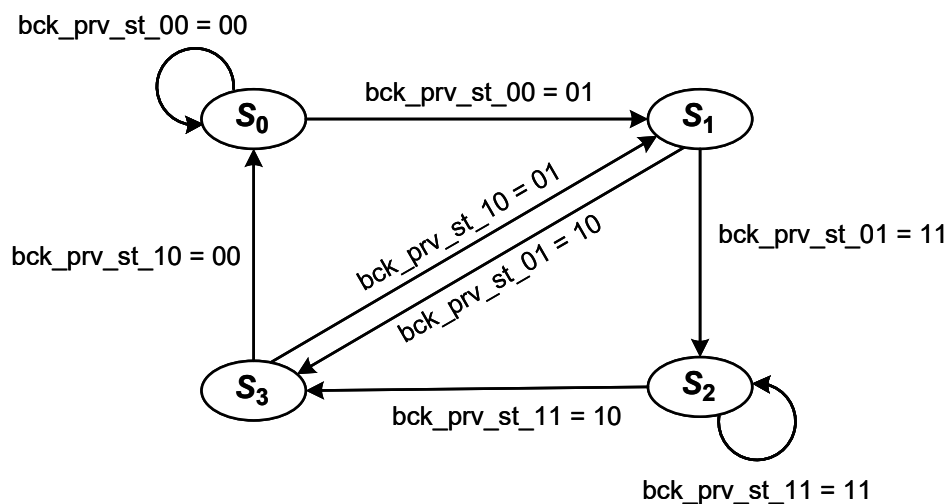 bck_prv_st_00 = 00
bck_prv_st_00 = 01
S0
S1
bck_prv_st_10 = 01
bck_prv_st_01 = 10
bck_prv_st_10 = 00
bck_prv_st_01 = 11
S3
S2
bck_prv_st_11 = 10
bck_prv_st_11 = 11